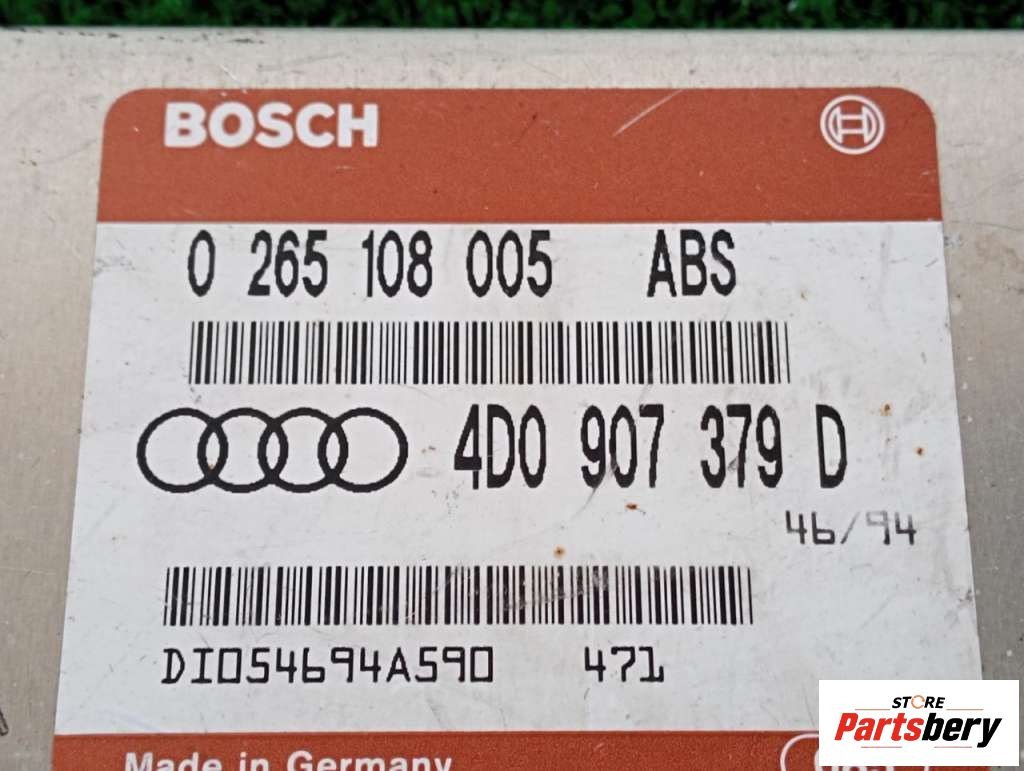 BOSCH
0 265 108 005 ABS
4D0 907 379 D
46/94
DI054694A590 471
Made in Germany
STORE
Partsbery